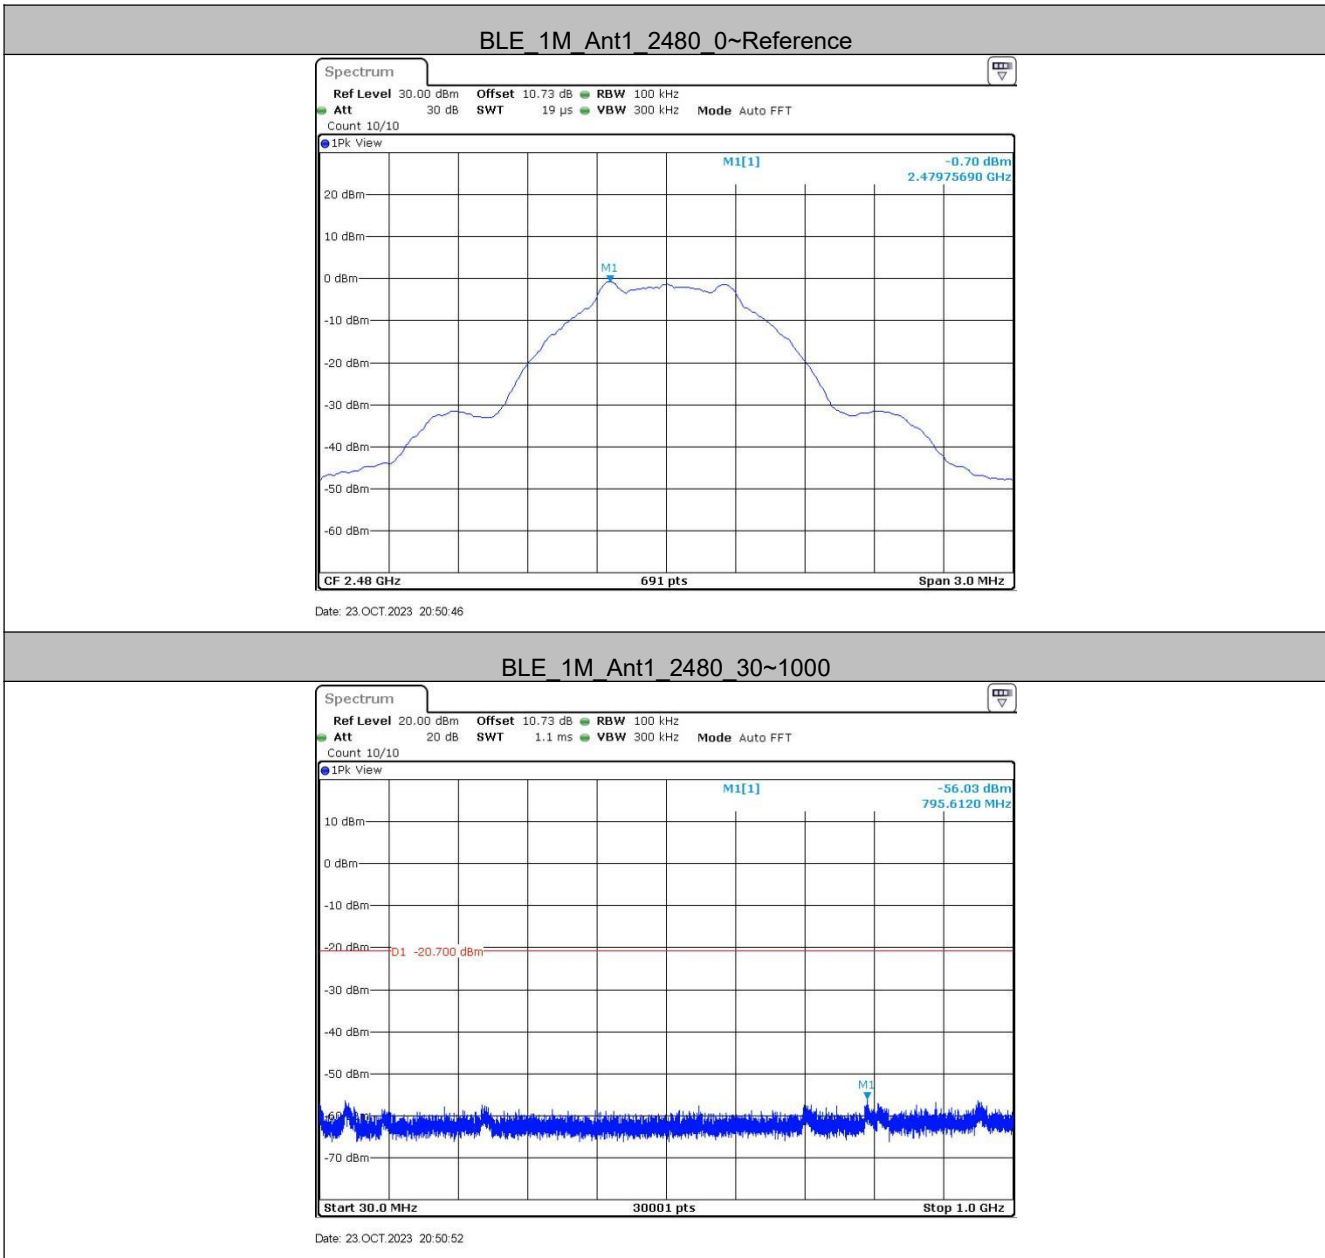 BLE_1M_Ant1_2480_0~Reference
Spectrum
Ref Level 30.00 dBm Offset 10.73 dB RBW 100 kHz
Att 30 dB SWT 19 µs VBW 300 kHz Mode Auto FFT
Count 10/10
1Pk View
M1[1] -0.70 dBm
2.47975690 GHz
20 dBm
10 dBm
M1
0 dBm
-10 dBm
-20 dBm
-30 dBm
-40 dBm
-50 dBm
-60 dBm
CF 2.48 GHz 691 pts Span 3.0 MHz
Date: 23.OCT.2023 20:50:46
BLE_1M_Ant1_2480_30~1000
Spectrum
Ref Level 20.00 dBm Offset 10.73 dB RBW 100 kHz
Att 20 dB SWT 1.1 ms VBW 300 kHz Mode Auto FFT
Count 10/10
1Pk View
M1[1] -56.03 dBm
795.6120 MHz
10 dBm
0 dBm
-10 dBm
-20 dBm
D1 -20.700 dBm
-30 dBm
-40 dBm
-50 dBm
M1
-60 dBm
-70 dBm
Start 30.0 MHz 30001 pts Stop 1.0 GHz
Date: 23.OCT.2023 20:50:52